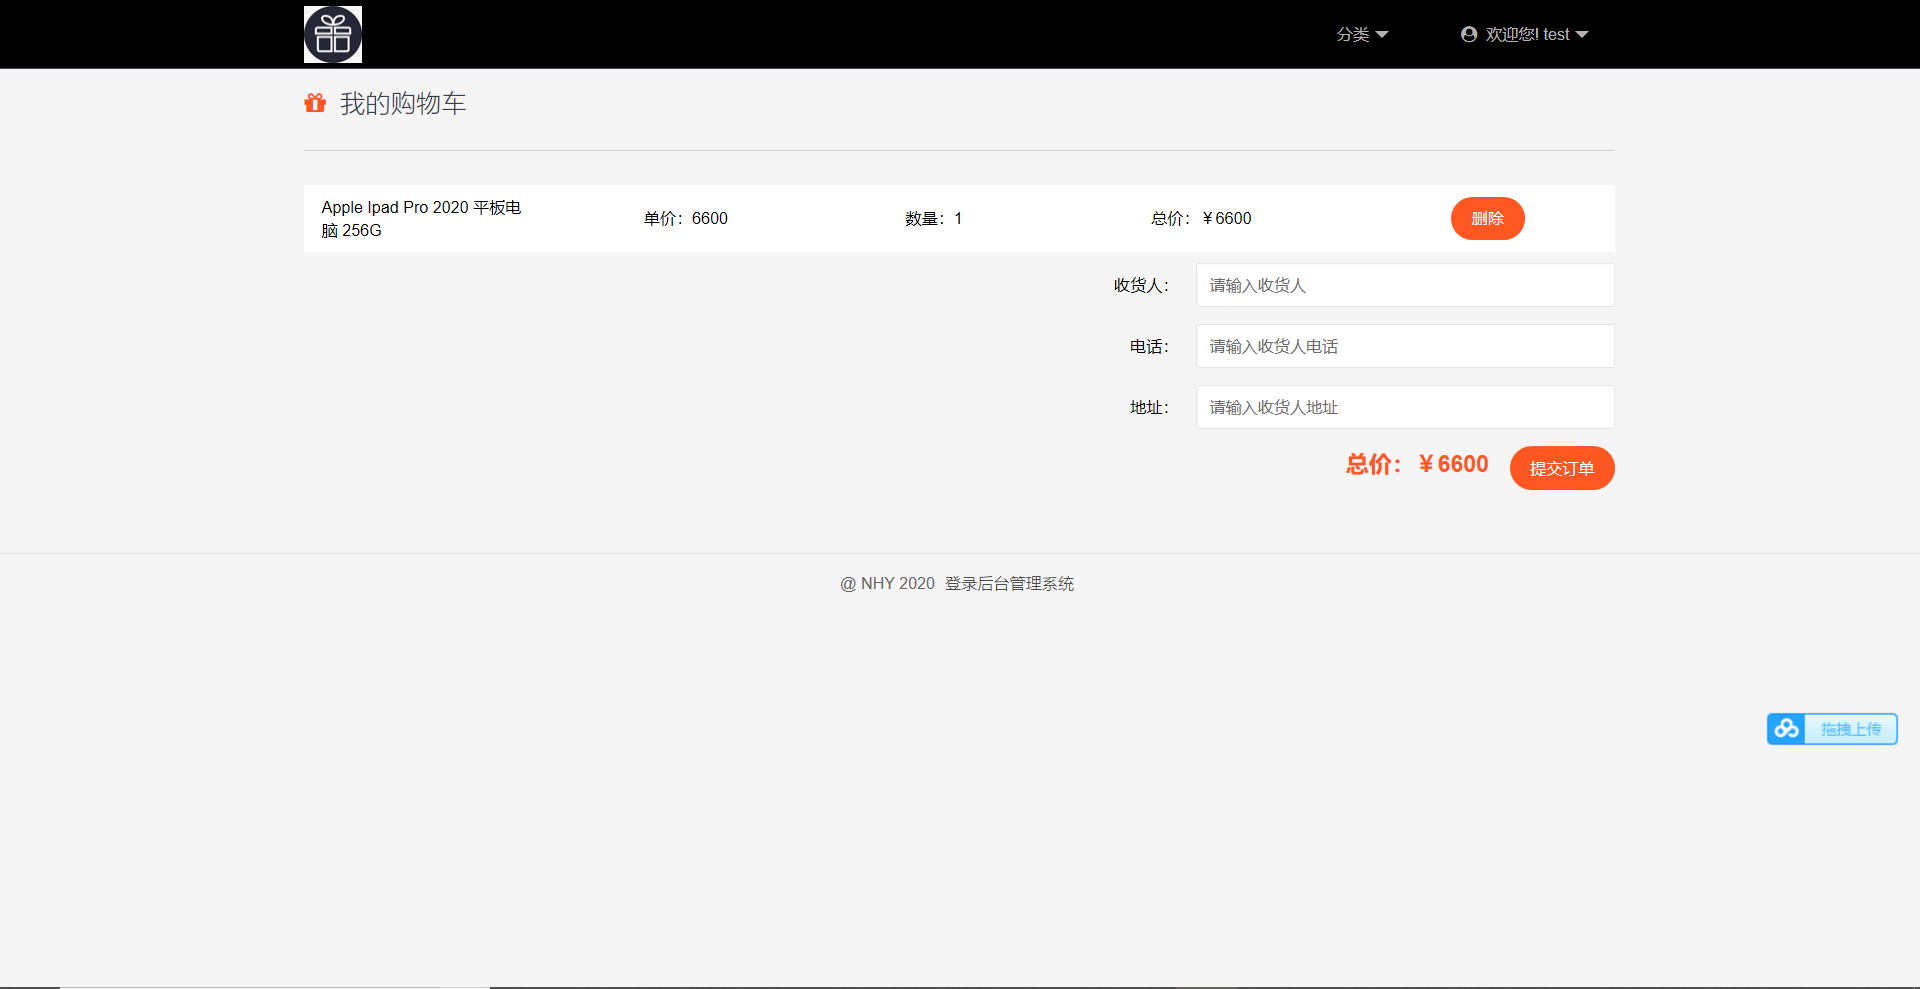 分类
欢迎您! test
我的购物车
Apple Ipad Pro 2020 平板电
脑 256G
单价：6600
数量：1
总价：￥6600
删除
收货人：
请输入收货人
电话：
请输入收货人电话
地址：
请输入收货人地址
总价：￥6600
提交订单
@ NHY 2020 登录后台管理系统
拖拽上传